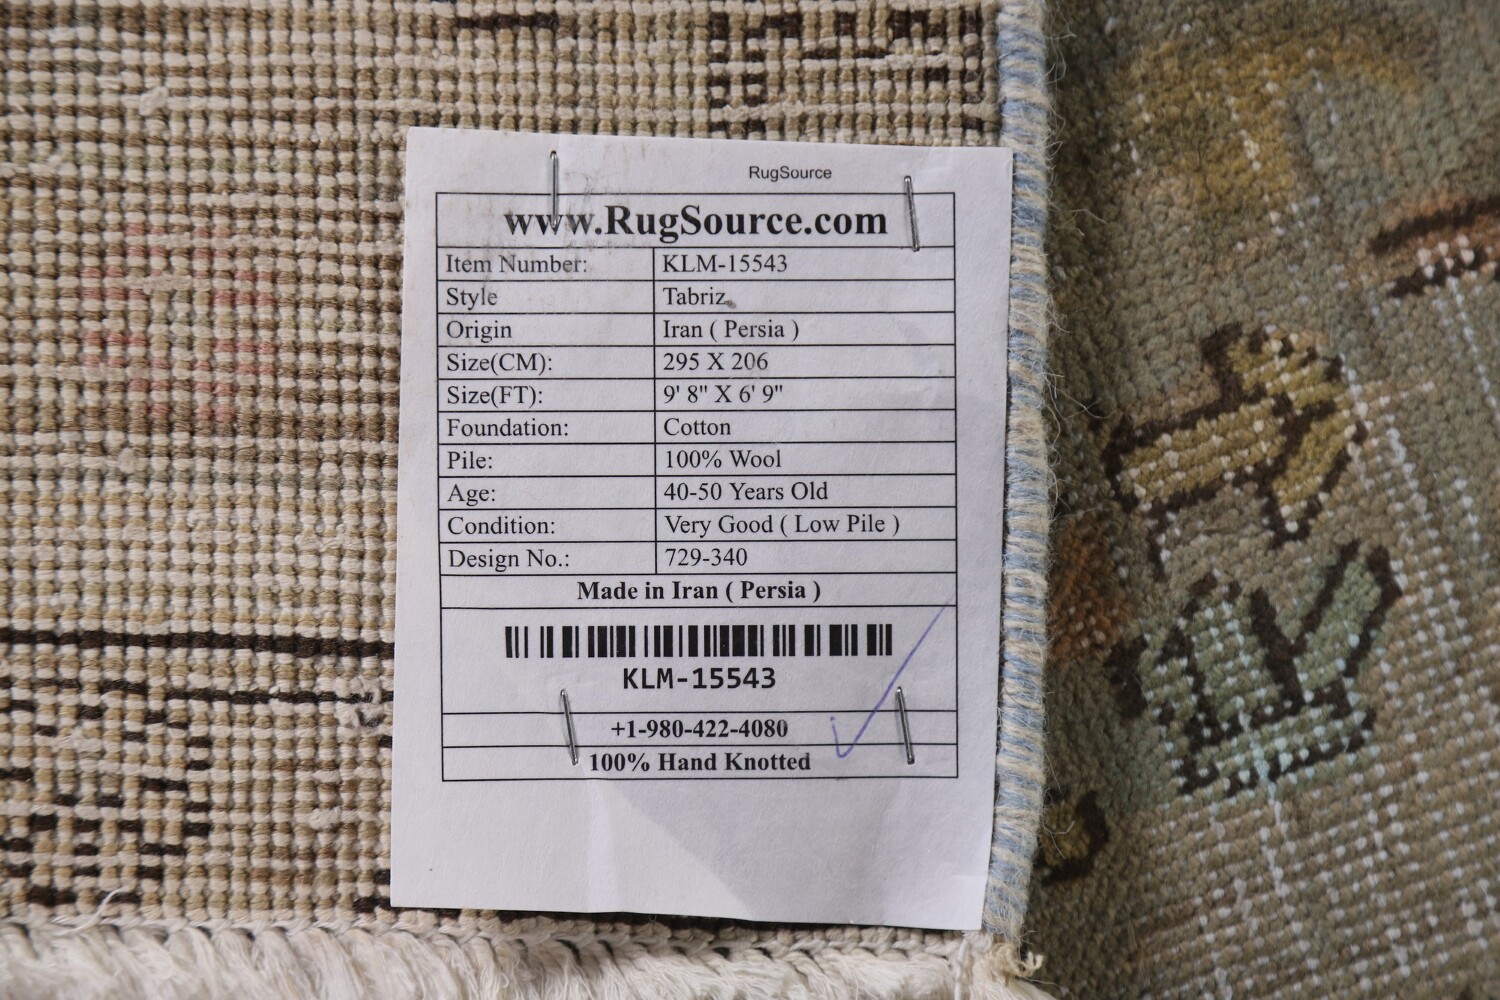 RugSource
www.RugSource.com
Item Number: KLM-15543
Style Tabriz
Origin Iran ( Persia )
Size(CM): 295 X 206
Size(FT): 9' 8" X 6' 9"
Foundation: Cotton
Pile: 100% Wool
Age: 40-50 Years Old
Condition: Very Good ( Low Pile )
Design No.: 729-340
Made in Iran ( Persia )
KLM-15543
+1-980-422-4080
100% Hand Knotted